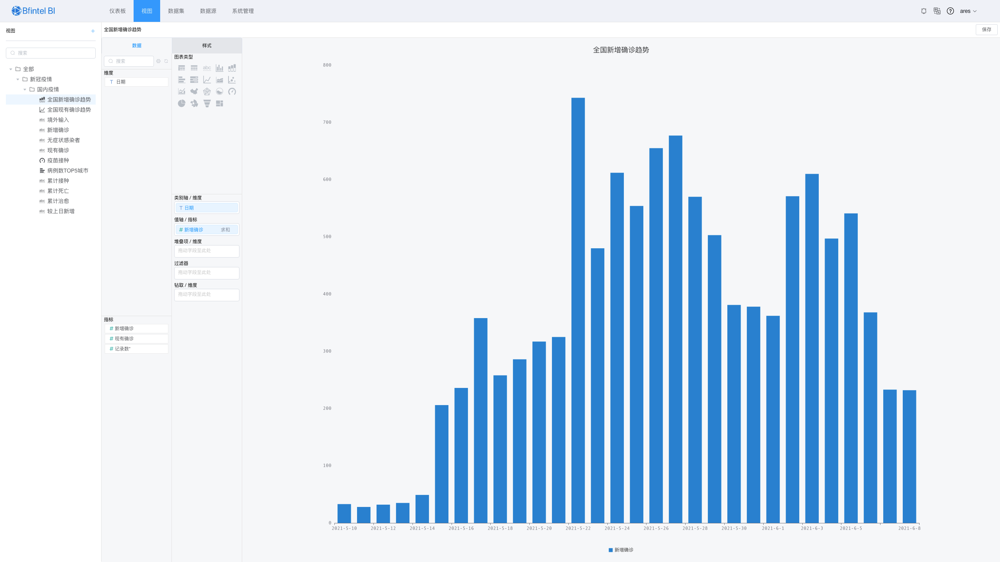 Bfintel BI
仪表板
视图
数据集
数据源
系统管理
ares
视图
搜索
全部
新冠疫情
国内疫情
全国新增确诊趋势
全国现有确诊趋势
abc 境外输入
abc 新增确诊
abc 无症状感染者
abc 现有确诊
疫苗接种
病例数TOP5城市
abc 累计接种
abc 累计死亡
abc 累计治愈
abc 较上日新增
全国新增确诊趋势
保存
数据
搜索
维度
T 日期
指标
# 新增确诊
# 现有确诊
# 记录数*
样式
图表类型
abc
类别轴 / 维度
T 日期
值轴 / 指标
# 新增确诊 求和
堆叠项 / 维度
拖动字段至此处
过滤器
拖动字段至此处
钻取 / 维度
拖动字段至此处
全国新增确诊趋势
800
700
600
500
400
300
200
100
0
2021-5-10 2021-5-12 2021-5-14 2021-5-16 2021-5-18 2021-5-20 2021-5-22 2021-5-24 2021-5-26 2021-5-28 2021-5-30 2021-6-1 2021-6-3 2021-6-5 2021-6-8
新增确诊